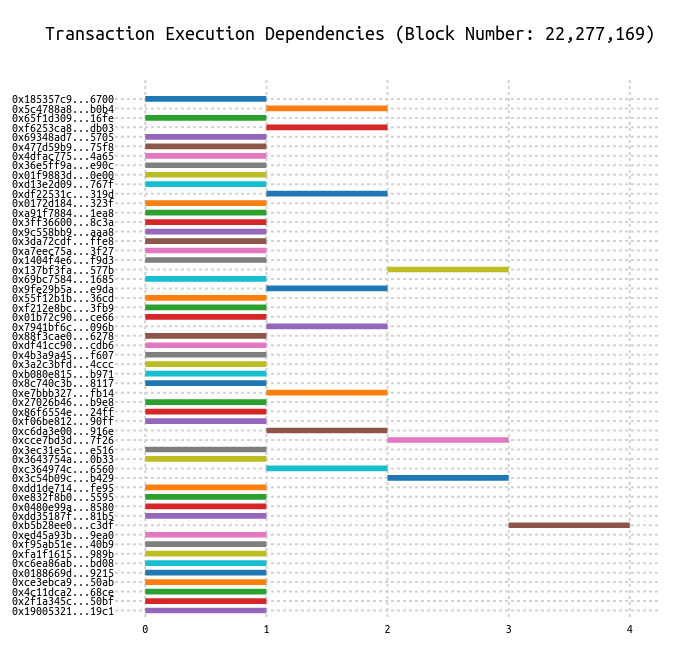 Transaction Execution Dependencies (Block Number: 22,277,169)
0x185357c9...6700
0x5c4788a8...b0b4
0x65f1d309...16fe
0xf6253ca8...db03
0x69348ad7...5705
0x477d59b9...75f8
0x4dfac775...4a65
0x36e5ff9a...e90c
0x01f9883d...0e00
0xd13e2d09...767f
0xdf22531c...319d
0x0172d184...323f
0xa91f7884...1ea8
0x3ff36600...8c3a
0x9c558bb9...aaa8
0x3da72cdf...ffe8
0xa7eec75a...3f27
0x1404f4e6...f9d3
0x137bf3fa...577b
0x69bc7584...1685
0x9fe29b5a...e9da
0x55f12b1b...36cd
0xf212e8bc...3fb9
0x01b72c90...ce66
0x7941bf6c...096b
0x88f3cae0...6278
0xdf41cc90...cdb6
0x4b3a9a45...f607
0x3a2c3bfd...4ccc
0xb080e815...b971
0x8c740c3b...8117
0xe7bbb327...fb14
0x27026b46...b9e8
0x86f6554e...24ff
0xf06be812...90ff
0xc6da3e00...916e
0xcce7bd3d...7f26
0x3ec31e5c...e516
0x3643754a...0b33
0xc364974c...6560
0x3c54b09c...b429
0xdd1de714...fe95
0xe832f8b0...5595
0x0480e99a...8580
0xdd35187f...81b5
0xb5b28ee0...c3df
0xed45a93b...9ea0
0xf95ab51e...40b9
0xfa1f1615...989b
0xc6ea86ab...bd08
0x0188669d...9215
0xce3ebca9...50ab
0x4c11dca2...68ce
0x2f1a345c...50bf
0x19005321...19c1
0 1 2 3 4